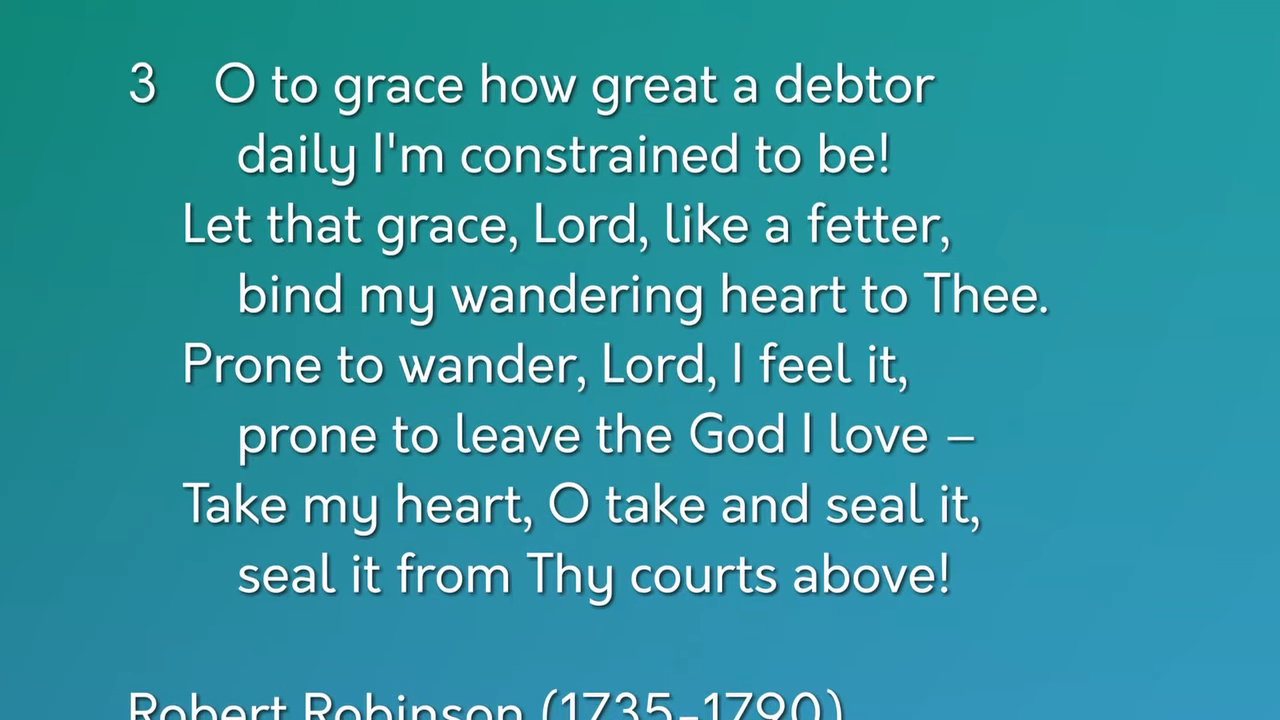 3 O to grace how great a debtor
daily I'm constrained to be!
Let that grace, Lord, like a fetter,
bind my wandering heart to Thee.
Prone to wander, Lord, I feel it,
prone to leave the God I love –
Take my heart, O take and seal it,
seal it from Thy courts above!
Robert Robinson (1735-1790)